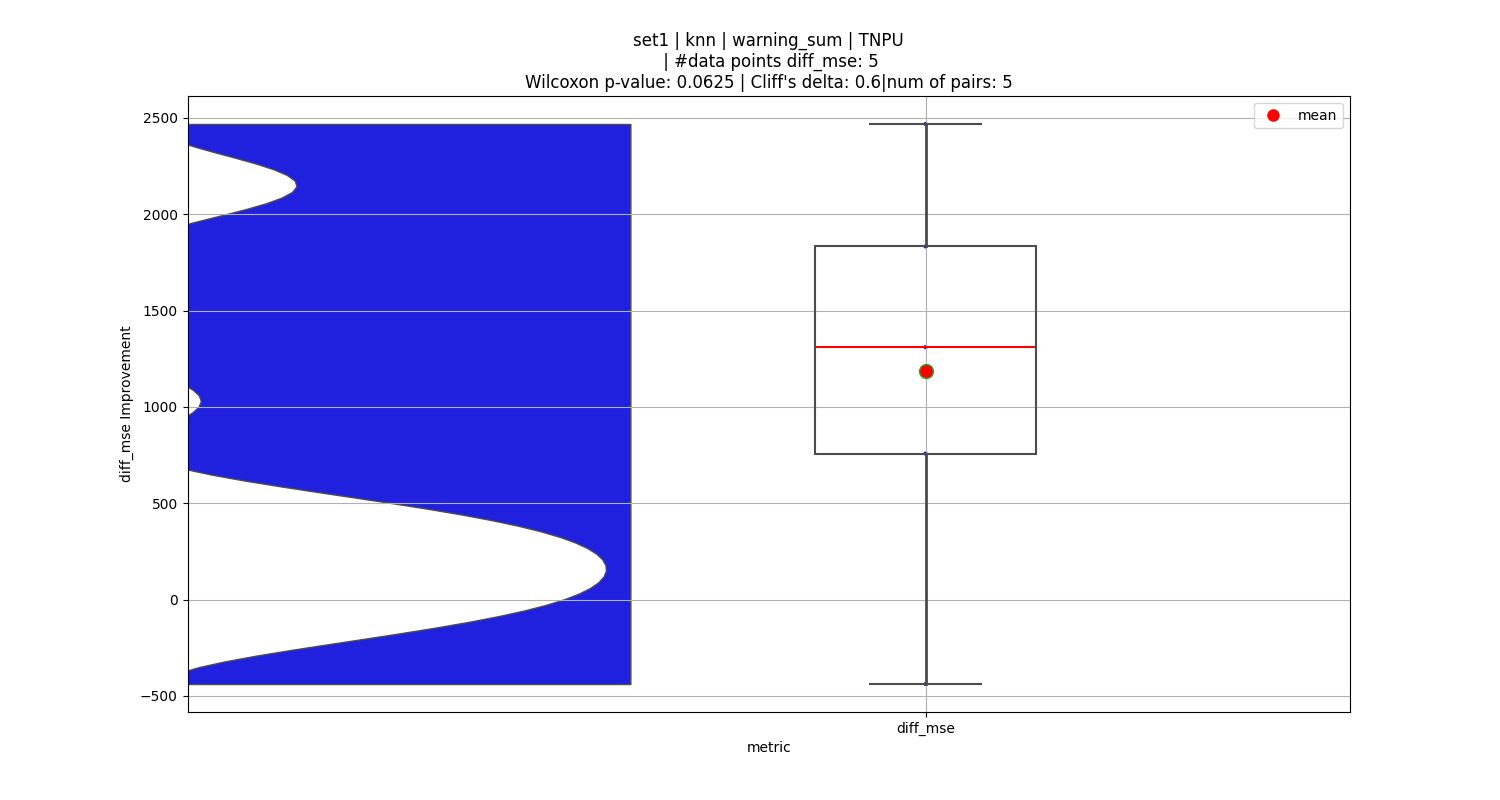 set1 | knn | warning_sum | TNPU
| #data points diff_mse: 5
Wilcoxon p-value: 0.0625 | Cliff's delta: 0.6|num of pairs: 5
mean
2500
2000
1500
1000
500
0
−500
diff_mse Improvement
diff_mse
metric